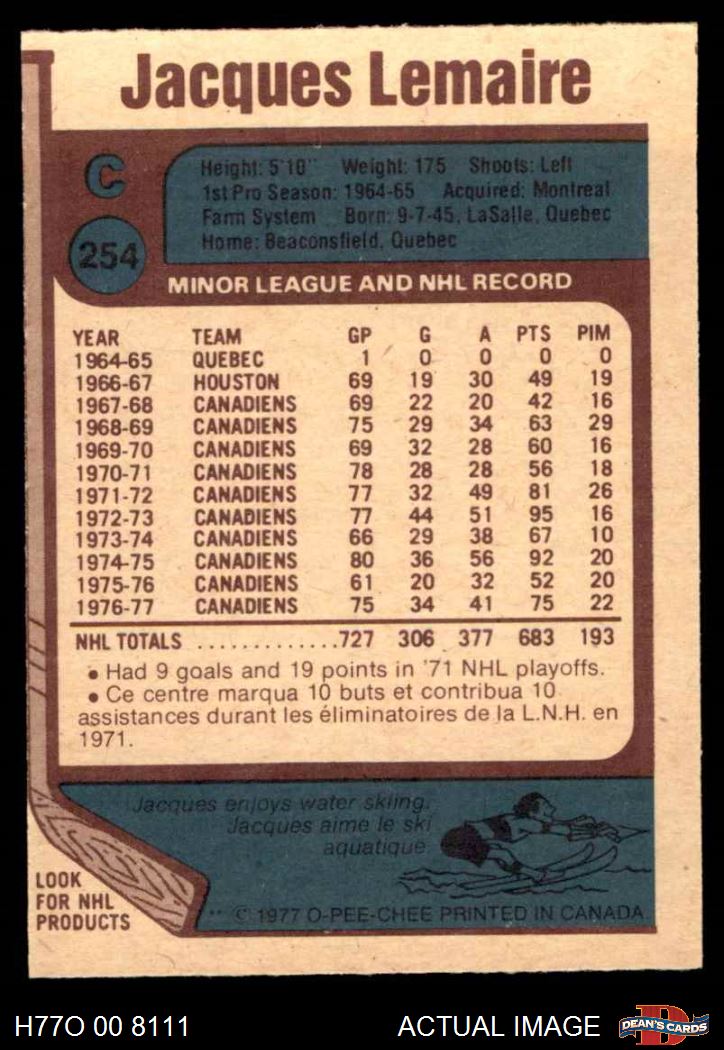 Jacques Lemaire
C
254
Height: 5'10" Weight: 175 Shoots: Left
1st Pro Season: 1964-65 Acquired: Montreal
Farm System Born: 9-7-45, LaSalle, Quebec
Home: Beaconsfield, Quebec
MINOR LEAGUE AND NHL RECORD
YEAR TEAM GP G A PTS PIM
1964-65 QUEBEC 1 0 0 0 0
1966-67 HOUSTON 69 19 30 49 19
1967-68 CANADIENS 69 22 20 42 16
1968-69 CANADIENS 75 29 34 63 29
1969-70 CANADIENS 69 32 28 60 16
1970-71 CANADIENS 78 28 28 56 18
1971-72 CANADIENS 77 32 49 81 26
1972-73 CANADIENS 77 44 51 95 16
1973-74 CANADIENS 66 29 38 67 10
1974-75 CANADIENS 80 36 56 92 20
1975-76 CANADIENS 61 20 32 52 20
1976-77 CANADIENS 75 34 41 75 22
NHL TOTALS .............727 306 377 683 193
• Had 9 goals and 19 points in '71 NHL playoffs.
• Ce centre marqua 10 buts et contribua 10
assistances durant les éliminatoires de la L.N.H. en
1971.
Jacques enjoys water skiing.
Jacques aime le ski
aquatique.
LOOK
FOR NHL
PRODUCTS
** © 1977 O-PEE-CHEE PRINTED IN CANADA
H77O 00 8111
ACTUAL IMAGE
DEAN'S CARDS